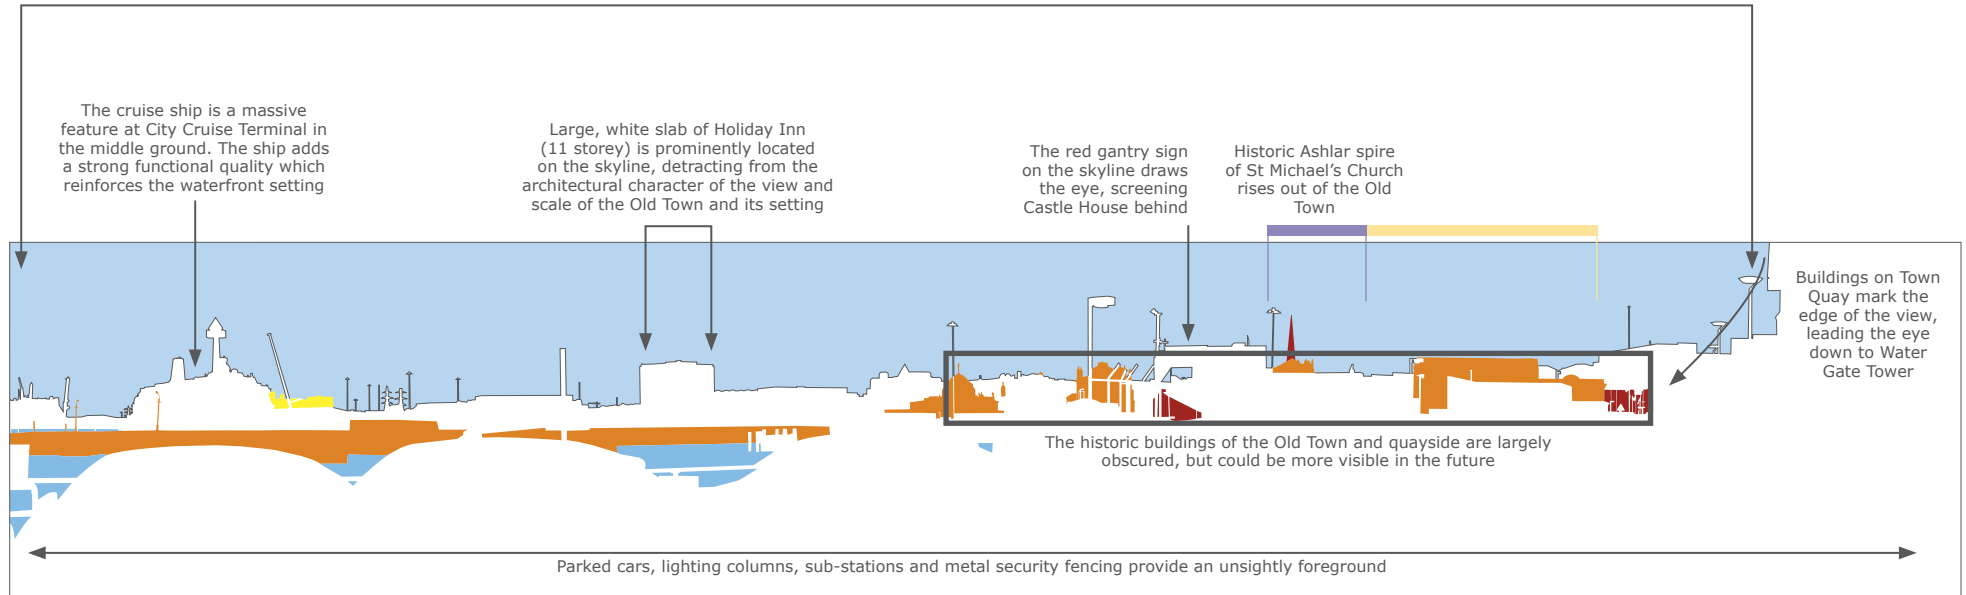 The cruise ship is a massive
feature at City Cruise Terminal in
the middle ground. The ship adds
a strong functional quality which
reinforces the waterfront setting
Large, white slab of Holiday Inn
(11 storey) is prominently located
on the skyline, detracting from the
architectural character of the view and
scale of the Old Town and its setting
The red gantry sign
on the skyline draws
the eye, screening
Castle House behind
Historic Ashlar spire
of St Michael’s Church
rises out of the Old
Town
Buildings on Town
Quay mark the
edge of the view,
leading the eye
down to Water
Gate Tower
The historic buildings of the Old Town and quayside are largely
obscured, but could be more visible in the future
Parked cars, lighting columns, sub-stations and metal security fencing provide an unsightly foreground